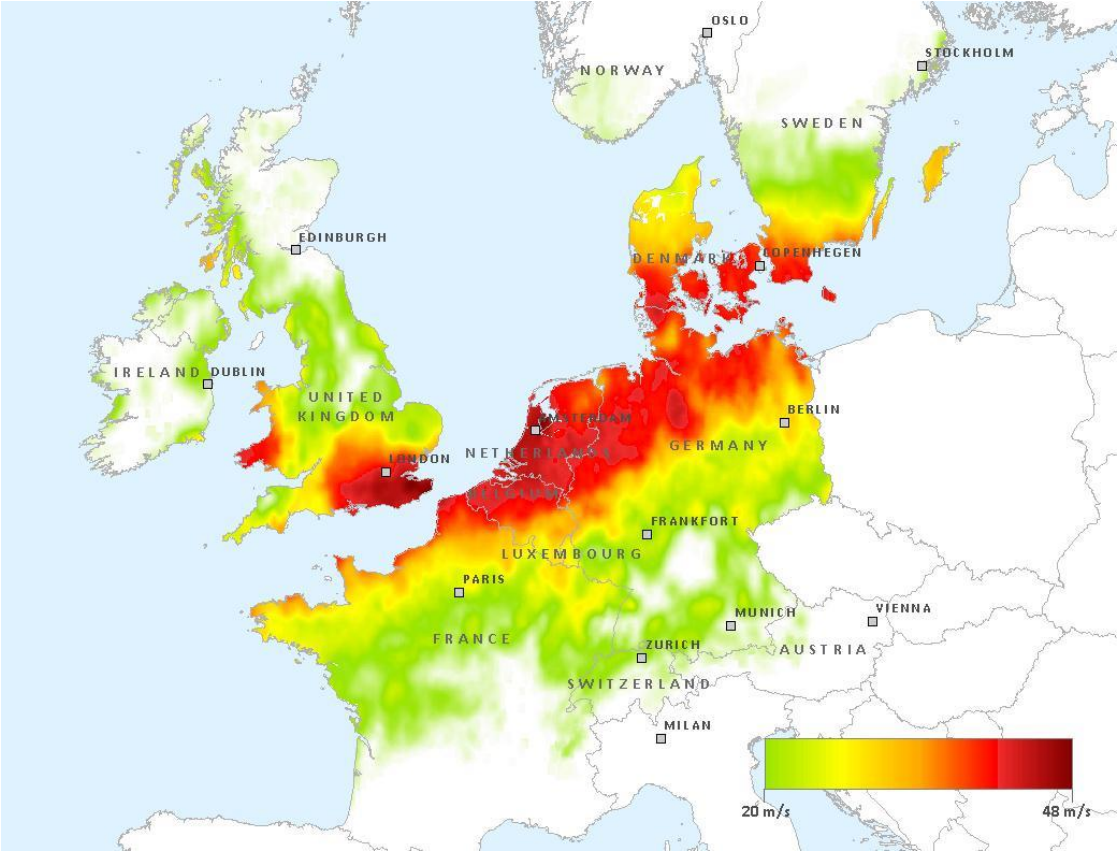 OSLO
STOCKHOLM
NORWAY
SWEDEN
EDINBURGH
DENMARK
COPENHEGEN
IRELAND
DUBLIN
UNITED
KINGDOM
AMSTERDAM
BERLIN
NETHERLANDS
GERMANY
LONDON
BELGIUM
FRANKFORT
LUXEMBOURG
PARIS
MUNICH
VIENNA
FRANCE
ZURICH
AUSTRIA
SWITZERLAND
MILAN
20 m/s
48 m/s